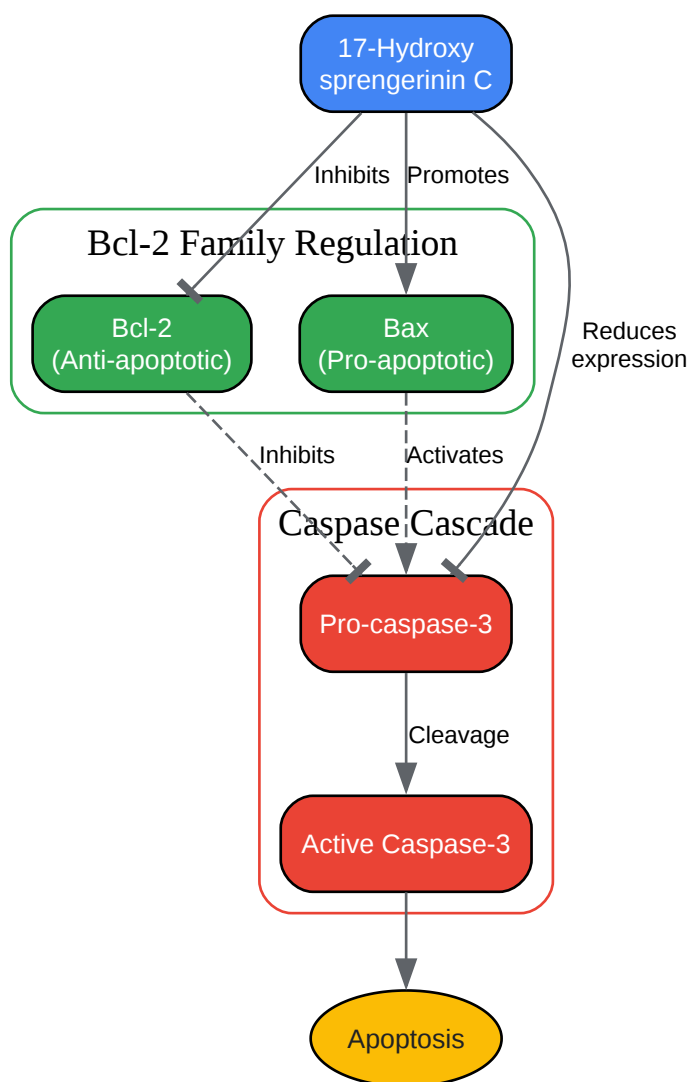 17-Hydroxy
sprengerinin C
Inhibits
Promotes
Bcl-2 Family Regulation
Bcl-2
(Anti-apoptotic)
Bax
(Pro-apoptotic)
Reduces
expression
Inhibits
Activates
Caspase Cascade
Pro-caspase-3
Cleavage
Active Caspase-3
Apoptosis